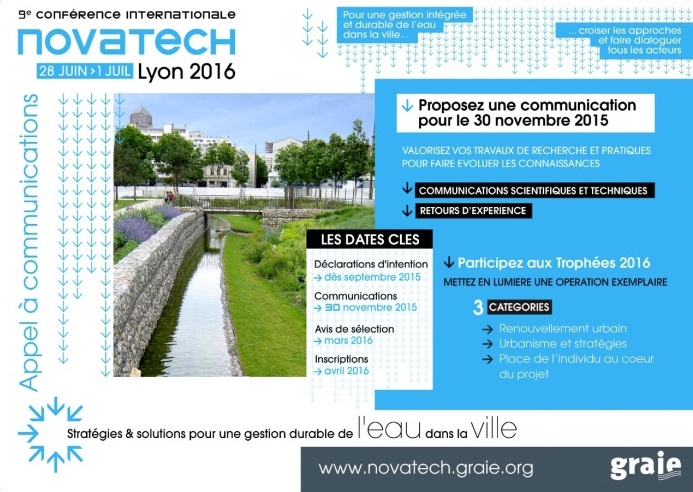 9e CONFÉRENCE INTERNATIONALE
NOVATECH
28 JUIN > 1 JUIL Lyon 2016
Pour une gestion intégrée
et durable de l'eau
dans la ville...
... croiser les approches
et faire dialoguer
tous les acteurs
Appel à communications
Proposez une communication
pour le 30 novembre 2015
VALORISEZ VOS TRAVAUX DE RECHERCHE ET PRATIQUES
POUR FAIRE EVOLUER LES CONNAISSANCES
COMMUNICATIONS SCIENTIFIQUES ET TECHNIQUES
RETOURS D'EXPERIENCE
LES DATES CLES
Déclarations d'intention
→ dès septembre 2015
Communications
→ 30 novembre 2015
Avis de sélection
→ mars 2016
Inscriptions
→ avril 2016
Participez aux Trophées 2016
METTEZ EN LUMIERE UNE OPERATION EXEMPLAIRE
3 CATEGORIES
→ Renouvellement urbain
→ Urbanisme et stratégies
→ Place de l'individu au coeur
du projet
Stratégies & solutions pour une gestion durable de l'eau dans la ville
www.novatech.graie.org
graie